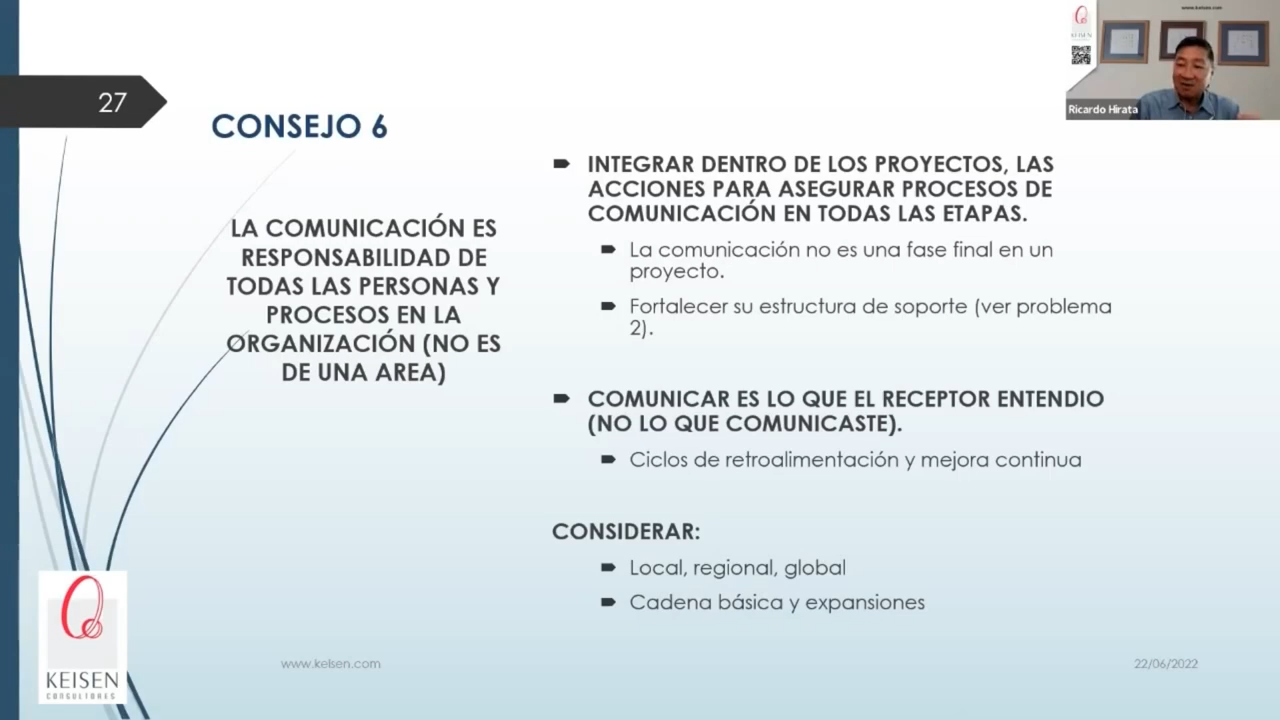 27
CONSEJO 6
LA COMUNICACIÓN ES
RESPONSABILIDAD DE
TODAS LAS PERSONAS Y
PROCESOS EN LA
ORGANIZACIÓN (NO ES
DE UNA AREA)
INTEGRAR DENTRO DE LOS PROYECTOS, LAS
ACCIONES PARA ASEGURAR PROCESOS DE
COMUNICACIÓN EN TODAS LAS ETAPAS.
La comunicación no es una fase final en un
proyecto.
Fortalecer su estructura de soporte (ver problema
2).
COMUNICAR ES LO QUE EL RECEPTOR ENTENDIO
(NO LO QUE COMUNICASTE).
Ciclos de retroalimentación y mejora continua
CONSIDERAR:
Local, regional, global
Cadena básica y expansiones
KEISEN
CONSULTORES
www.keisen.com
22/06/2022
www.keisen.com
KEISEN
Ricardo Hirata